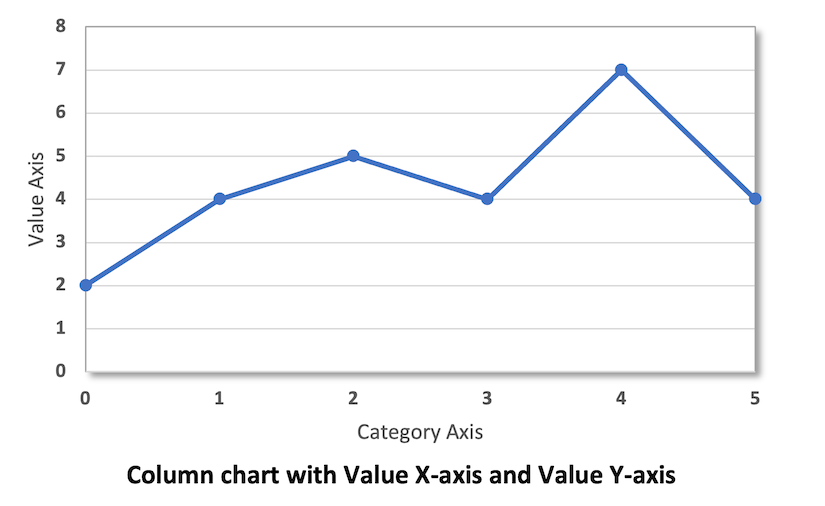 8
7
6
5
4
3
2
1
0
Value Axis
0 1 2 3 4 5
Category Axis
Column chart with Value X-axis and Value Y-axis